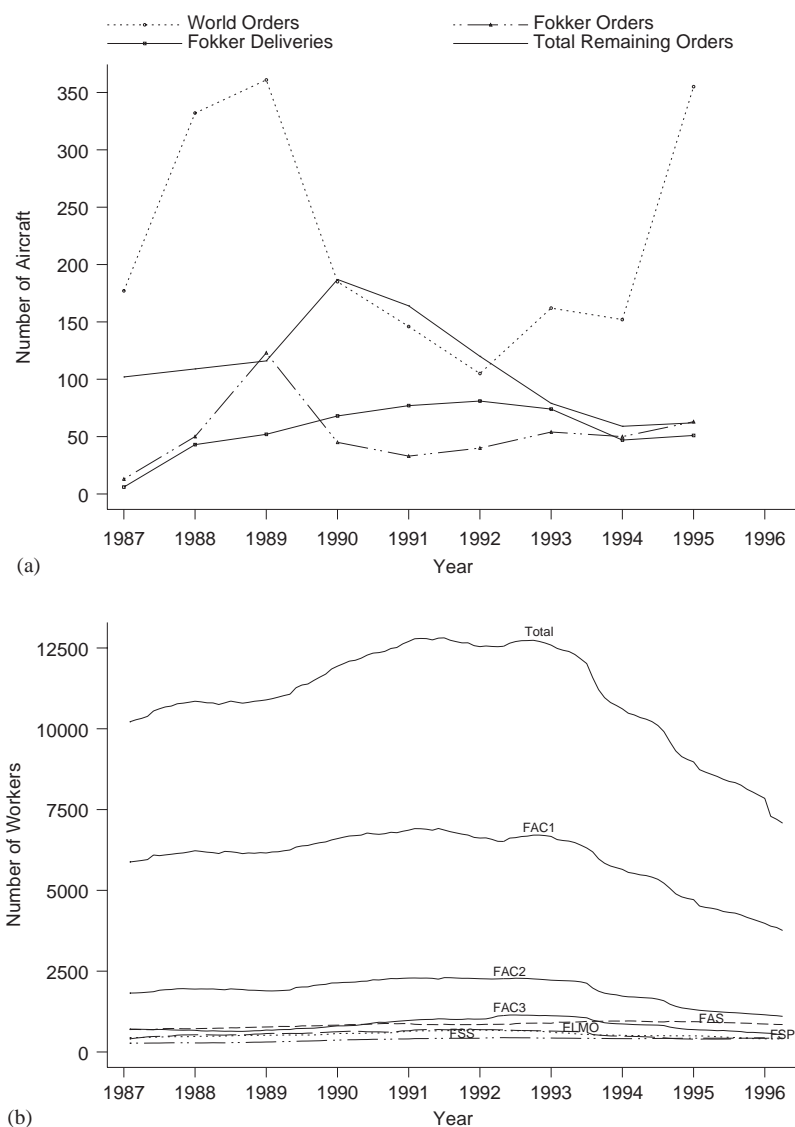 World Orders
Fokker Orders
Fokker Deliveries
Total Remaining Orders
Number of Aircraft
350
300
250
200
150
100
50
0
1987 1988 1989 1990 1991 1992 1993 1994 1995 1996
Year
(a)
Number of Workers
12500
10000
7500
5000
2500
0
Total
FAC1
FAC2
FAC3
FAS
ELMO
FSS
FSP
1987 1988 1989 1990 1991 1992 1993 1994 1995 1996
Year
(b)